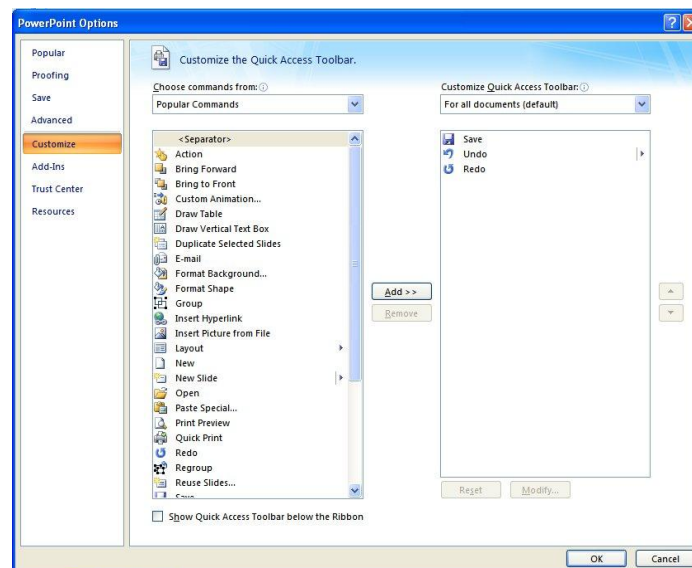 PowerPoint Options
Popular
Proofing
Save
Advanced
Customize
Add-Ins
Trust Center
Resources
Customize the Quick Access Toolbar.
Choose commands from:
Popular Commands
<Separator>
Action
Bring Forward
Bring to Front
Custom Animation...
Draw Table
Draw Vertical Text Box
Duplicate Selected Slides
E-mail
Format Background...
Format Shape
Group
Insert Hyperlink
Insert Picture from File
Layout
New
New Slide
Open
Paste Special...
Print Preview
Quick Print
Redo
Regroup
Reuse Slides...
Save
Show Quick Access Toolbar below the Ribbon
Add >>
Remove
Customize Quick Access Toolbar:
For all documents (default)
Save
Undo
Redo
Reset
Modify...
OK
Cancel